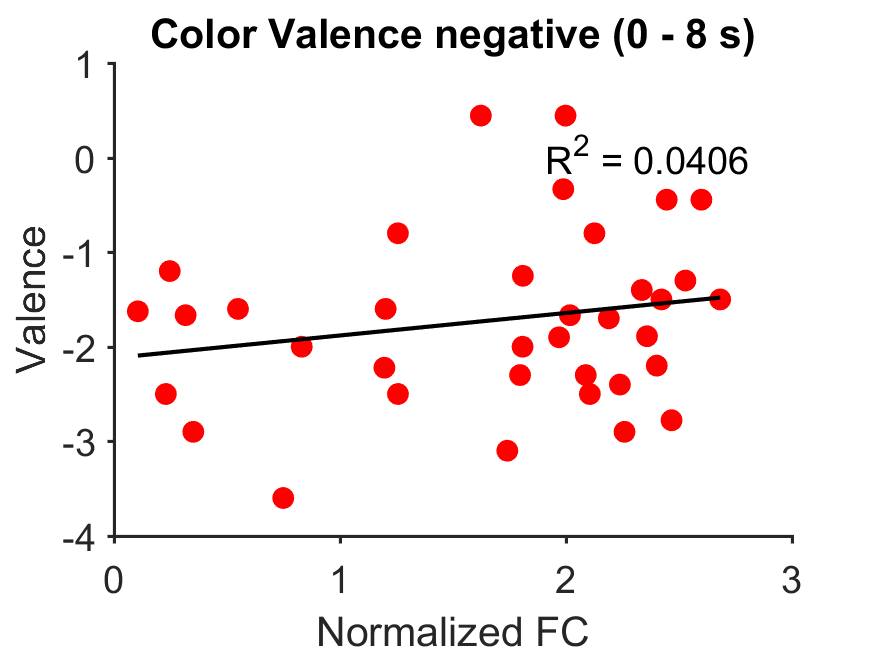 Color Valence negative (0 - 8 s)
1
0
-1
-2
-3
-4
Valence
R² = 0.0406
0 1 2 3
Normalized FC